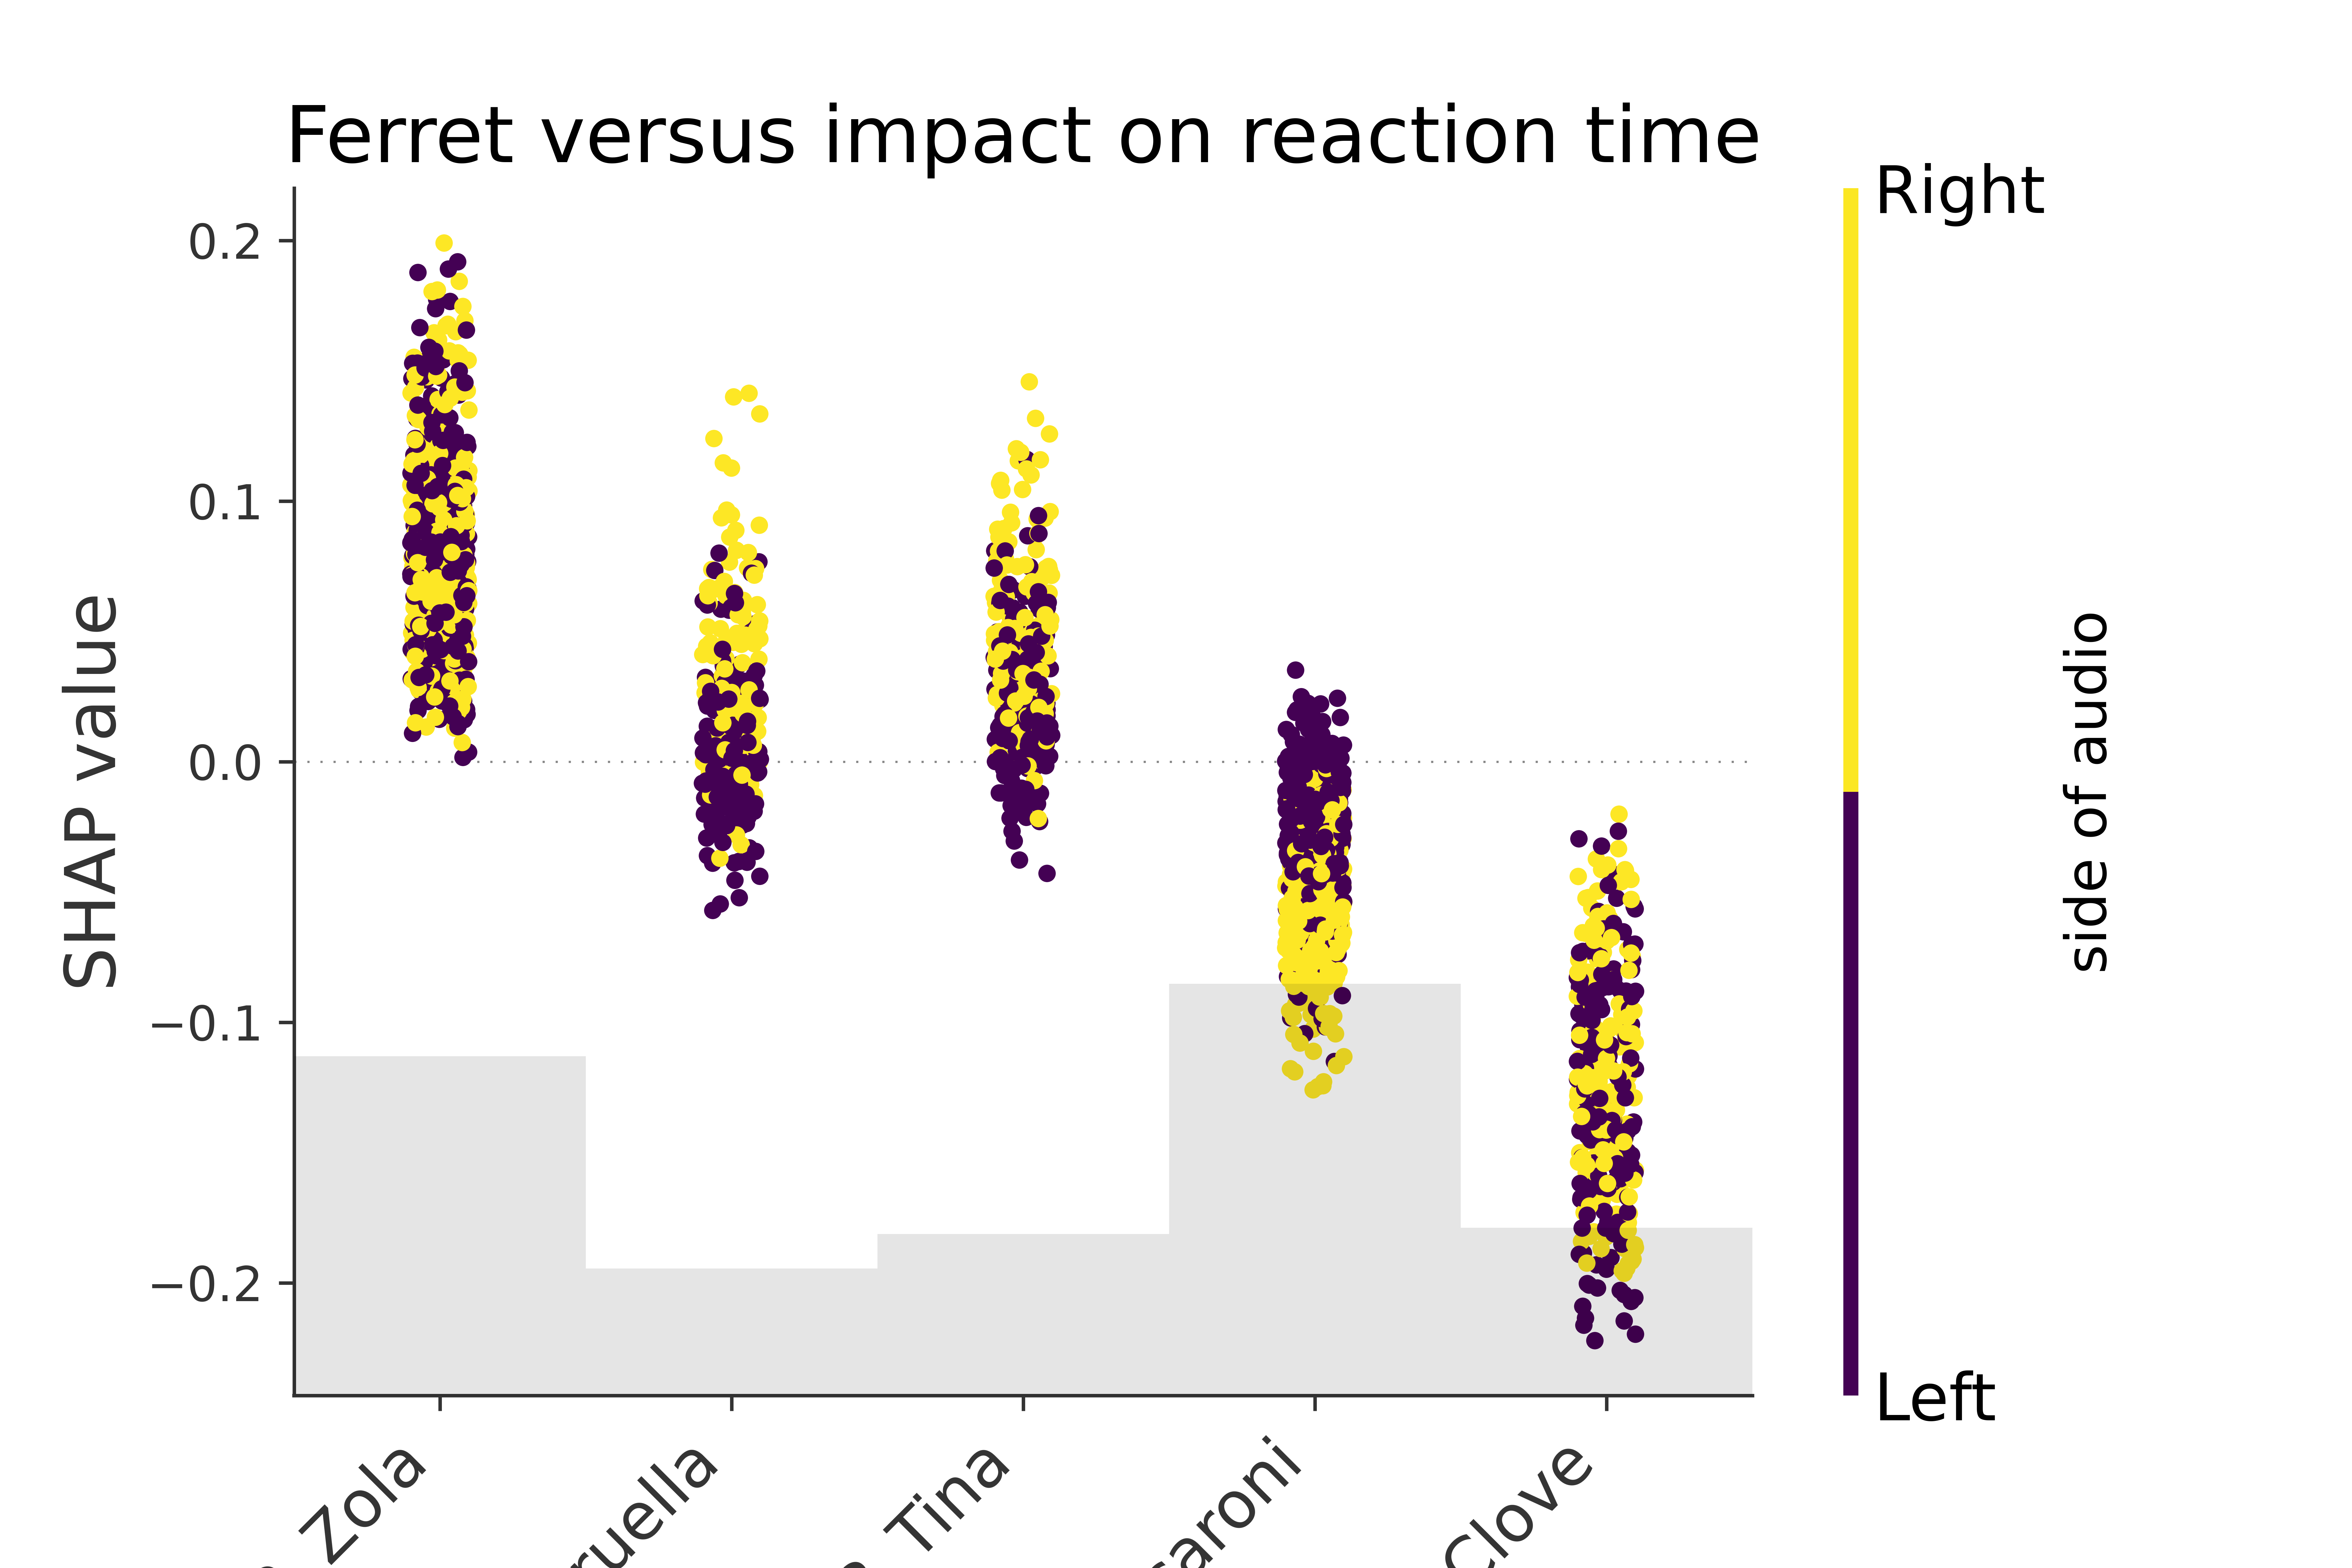 Ferret versus impact on reaction time
Right
0.2
0.1
0.0
−0.1
−0.2
SHAP value
side of audio
Left
Zola
ruella
Tina
saroni
Clove